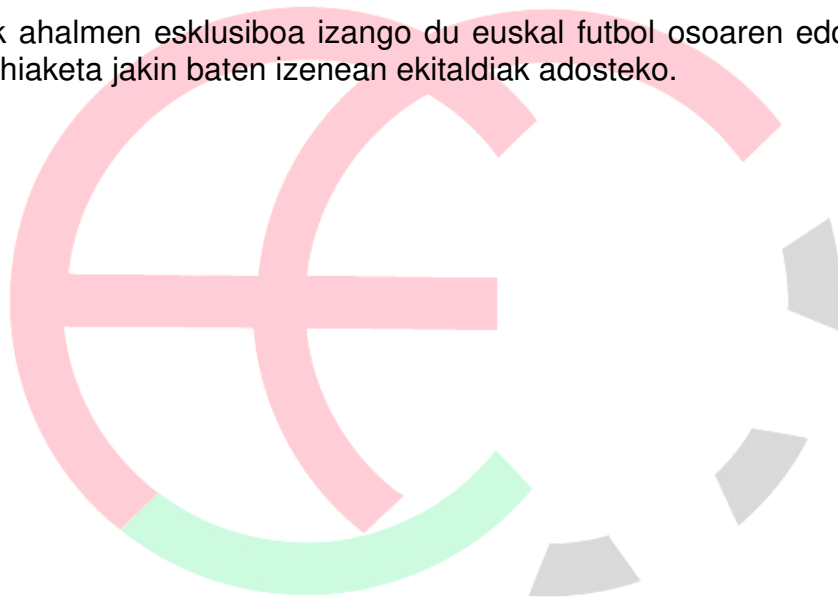 k ahalmen esklusiboa izango du euskal futbol osoaren edo
hiaketa jakin baten izenean ekitaldiak adosteko.